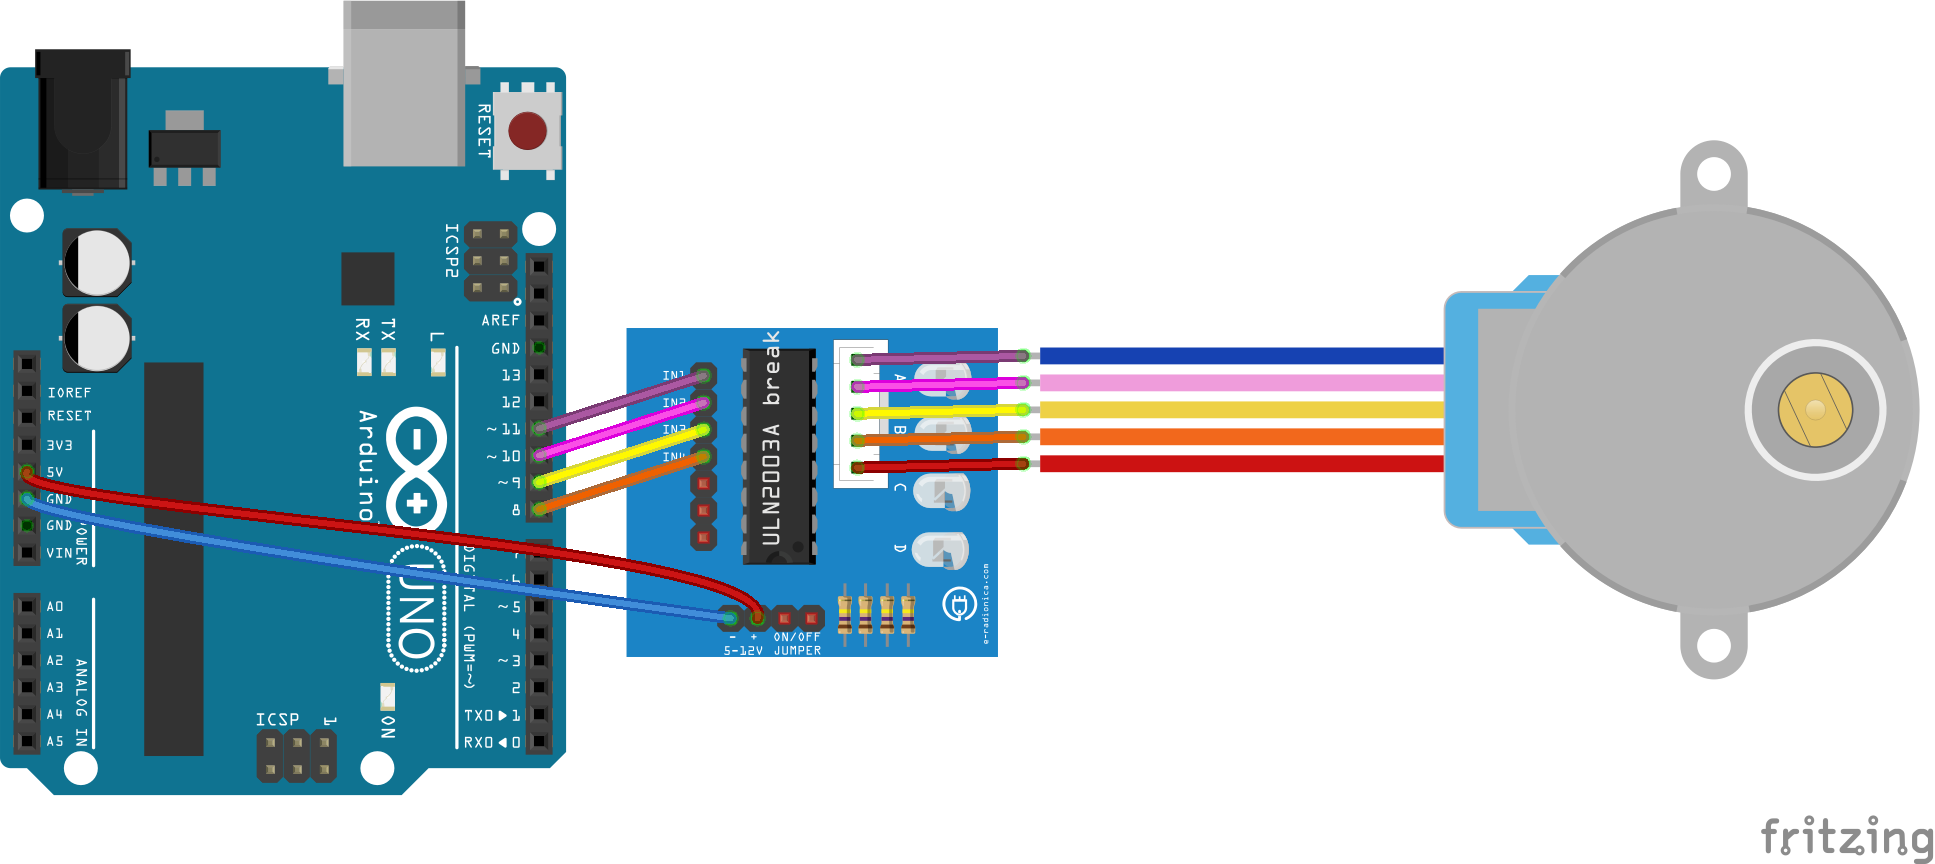 RESET
ICSP2
IOREF
RESET
3V3
5V
GND
GND
VIN
POWER
A0
A1
A2
A3
A4
A5
ANALOG IN
RX
TX
L
Arduino
UNO
ON
ICSP
1
AREF
GND
13
12
~11
~10
~9
8
~5
4
~3
2
TX0▶1
RX0◀0
DIGITAL (PWM=~)
IN1
IN2
IN3
IN4
ULN2003A break
A
B
C
D
- +
5-12V
ON/OFF
JUMPER
e-radionica.com
fritzing